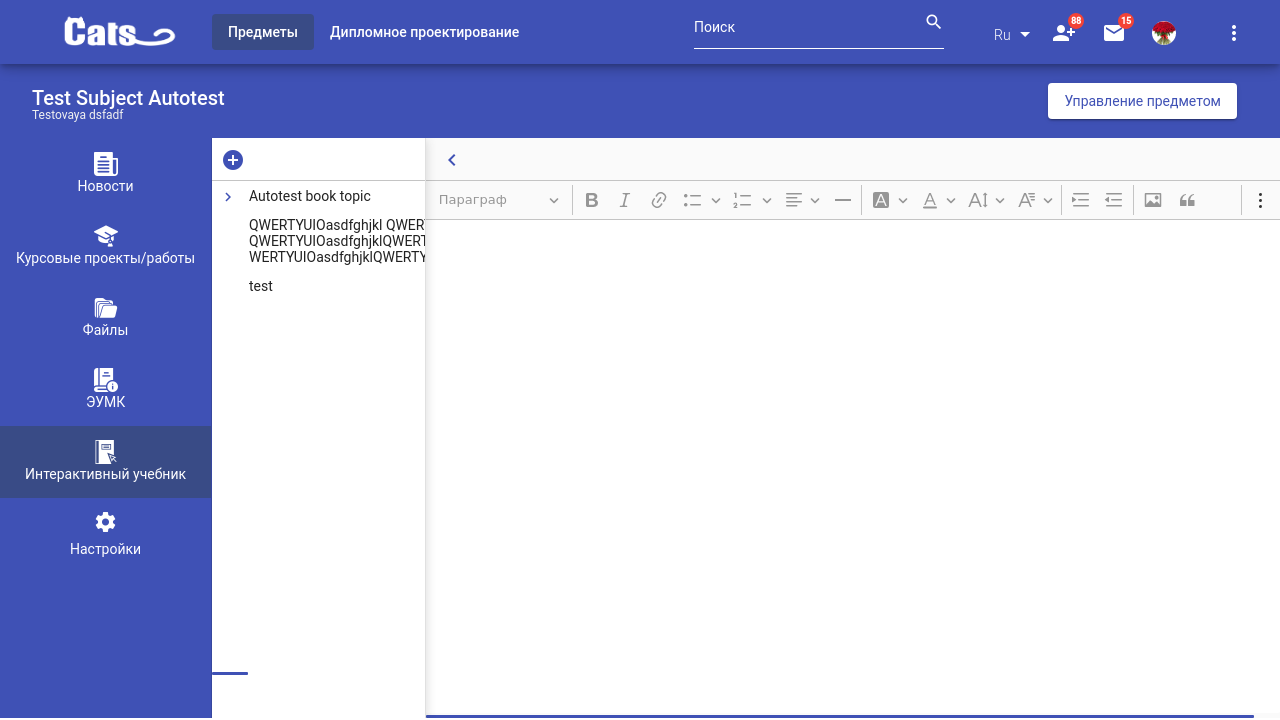 Cats
Предметы
Дипломное проектирование
Поиск
Ru
88
15
Test Subject Autotest
Testovaya dsfadf
Управление предметом
Новости
Курсовые проекты/работы
Файлы
ЭУМК
Интерактивный учебник
Настройки
Autotest book topic
QWERTYUIOasdfghjkl QWER
QWERTYUIOasdfghjklQWERT
WERTYUIOasdfghjklQWERTY
test
Параграф